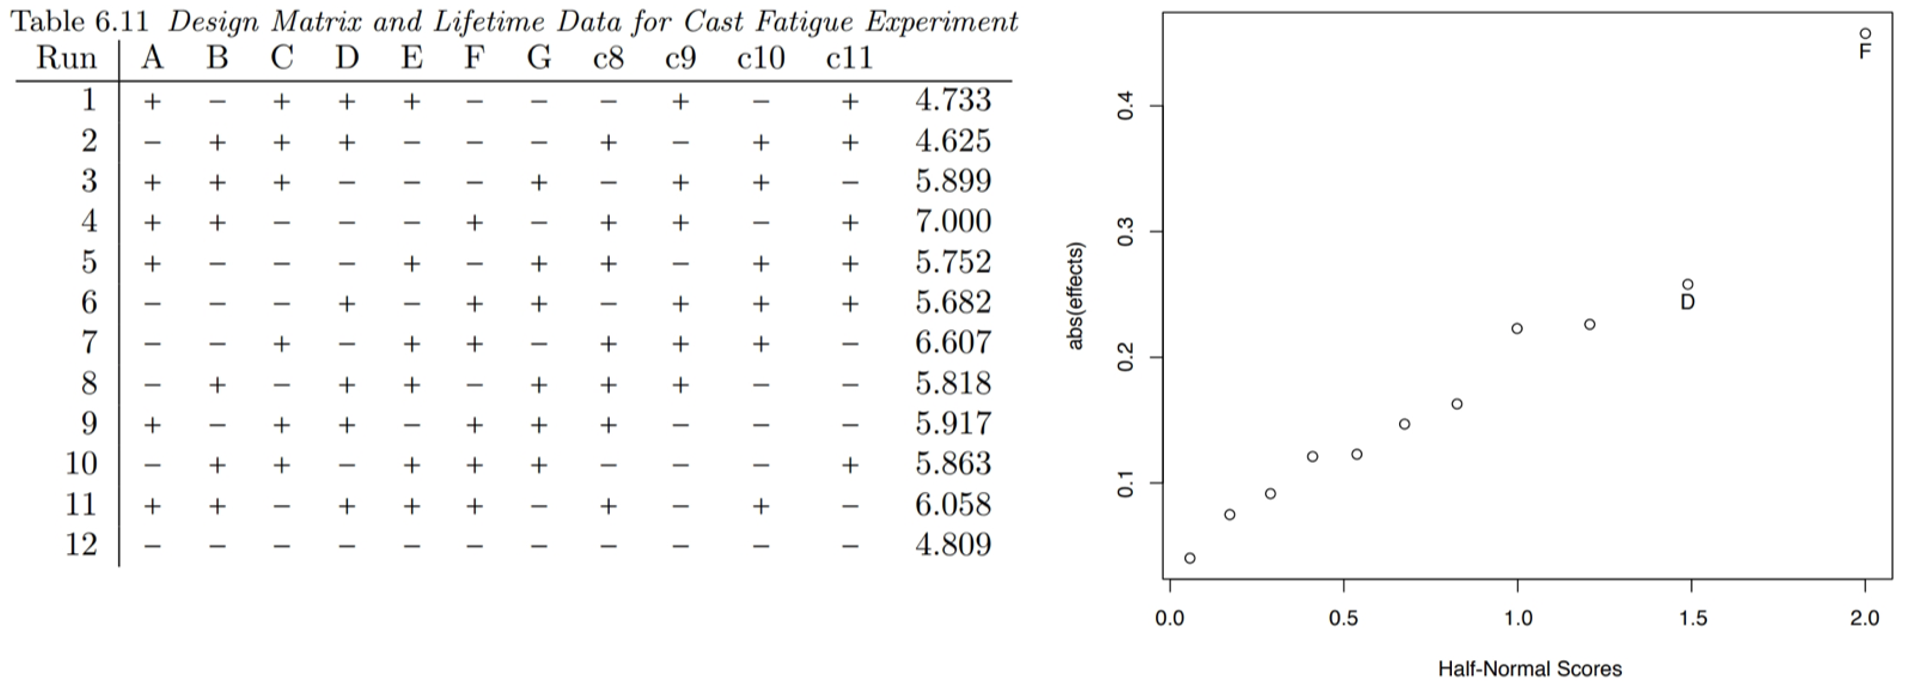 Table 6.11 Design Matrix and Lifetime Data for Cast Fatigue Experiment
Run A B C D E F G c8 c9 c10 c11
1 + − + + + − − − + − + 4.733
2 − + + + − − − + − + + 4.625
3 + + + − − − + − + + − 5.899
4 + + − − − + − + + − + 7.000
5 + − − − + − + + − + + 5.752
6 − − − + − + + − + + + 5.682
7 − − + − + + − + + + − 6.607
8 − + − + + − + + + − − 5.818
9 + − + + − + + + − − − 5.917
10 − + + − + + + − − − + 5.863
11 + + − + + + − + − + − 6.058
12 − − − − − − − − − − − 4.809
F
D
abs(effects)
0.4
0.3
0.2
0.1
0.0 0.5 1.0 1.5 2.0
Half-Normal Scores